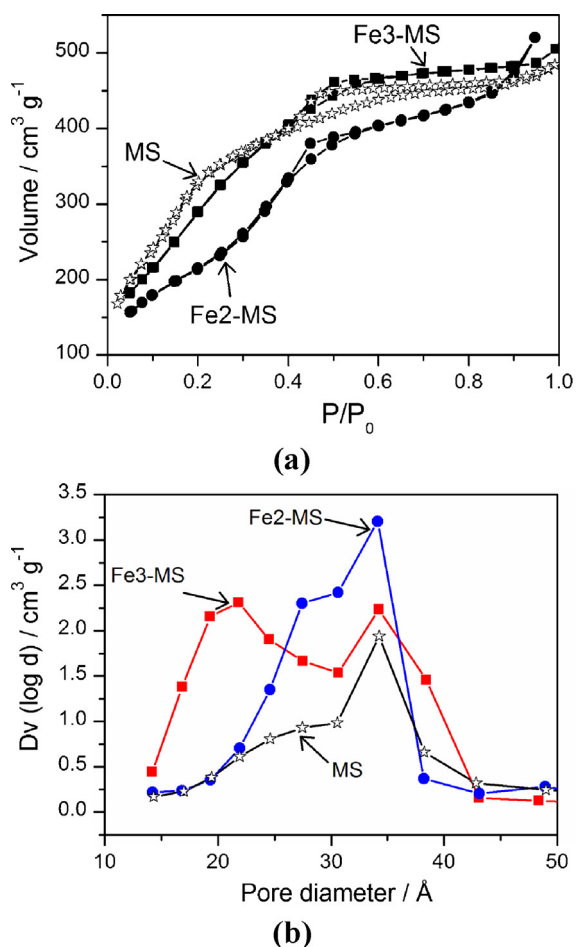 Volume / cm³ g⁻¹
500
400
300
200
100
Fe3-MS
MS
Fe2-MS
0.0 0.2 0.4 0.6 0.8 1.0
P/P₀
(a)
Dv (log d) / cm³ g⁻¹
3.5
3.0
2.5
2.0
1.5
1.0
0.5
0.0
Fe2-MS
Fe3-MS
MS
10 20 30 40 50
Pore diameter / Å
(b)